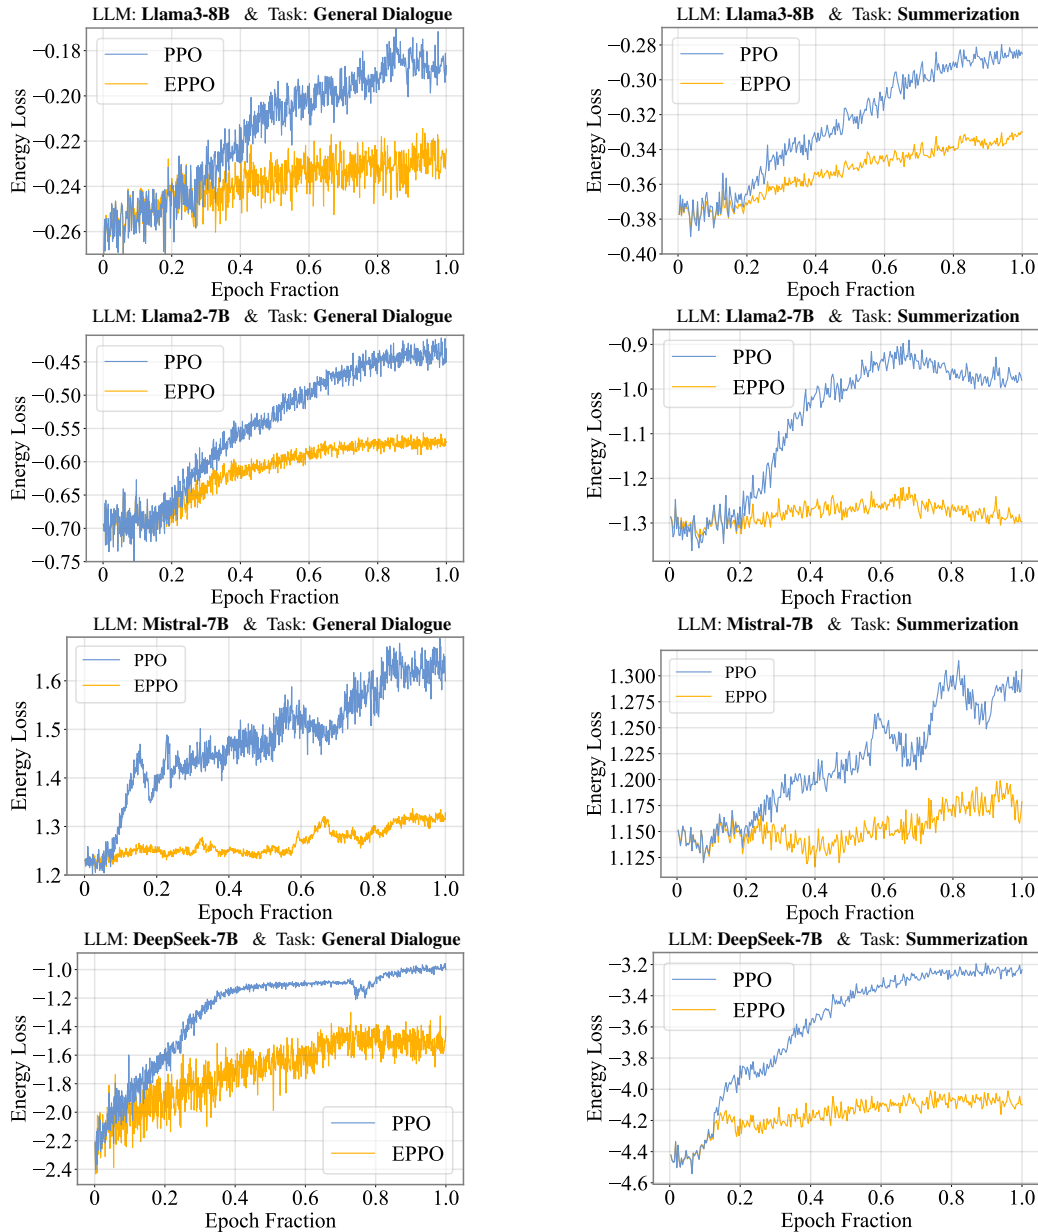 LLM: Llama3-8B & Task: General Dialogue
PPO
EPPO
Energy Loss
−0.18
−0.20
−0.22
−0.24
−0.26
0 0.2 0.4 0.6 0.8 1.0
Epoch Fraction
LLM: Llama3-8B & Task: Summerization
PPO
EPPO
Energy Loss
−0.28
−0.30
−0.32
−0.34
−0.36
−0.38
−0.40
0 0.2 0.4 0.6 0.8 1.0
Epoch Fraction
LLM: Llama2-7B & Task: General Dialogue
PPO
EPPO
Energy Loss
−0.45
−0.50
−0.55
−0.60
−0.65
−0.70
−0.75
0 0.2 0.4 0.6 0.8 1.0
Epoch Fraction
LLM: Llama2-7B & Task: Summerization
PPO
EPPO
Energy Loss
−0.9
−1.0
−1.1
−1.2
−1.3
0 0.2 0.4 0.6 0.8 1.0
Epoch Fraction
LLM: Mistral-7B & Task: General Dialogue
PPO
EPPO
Energy Loss
1.6
1.5
1.4
1.3
1.2
0 0.2 0.4 0.6 0.8 1.0
Epoch Fraction
LLM: Mistral-7B & Task: Summerization
PPO
EPPO
Energy Loss
1.300
1.275
1.250
1.225
1.200
1.175
1.150
1.125
0 0.2 0.4 0.6 0.8 1.0
Epoch Fraction
LLM: DeepSeek-7B & Task: General Dialogue
PPO
EPPO
Energy Loss
−1.0
−1.2
−1.4
−1.6
−1.8
−2.0
−2.2
−2.4
0 0.2 0.4 0.6 0.8 1.0
Epoch Fraction
LLM: DeepSeek-7B & Task: Summerization
PPO
EPPO
Energy Loss
−3.2
−3.4
−3.6
−3.8
−4.0
−4.2
−4.4
−4.6
0 0.2 0.4 0.6 0.8 1.0
Epoch Fraction